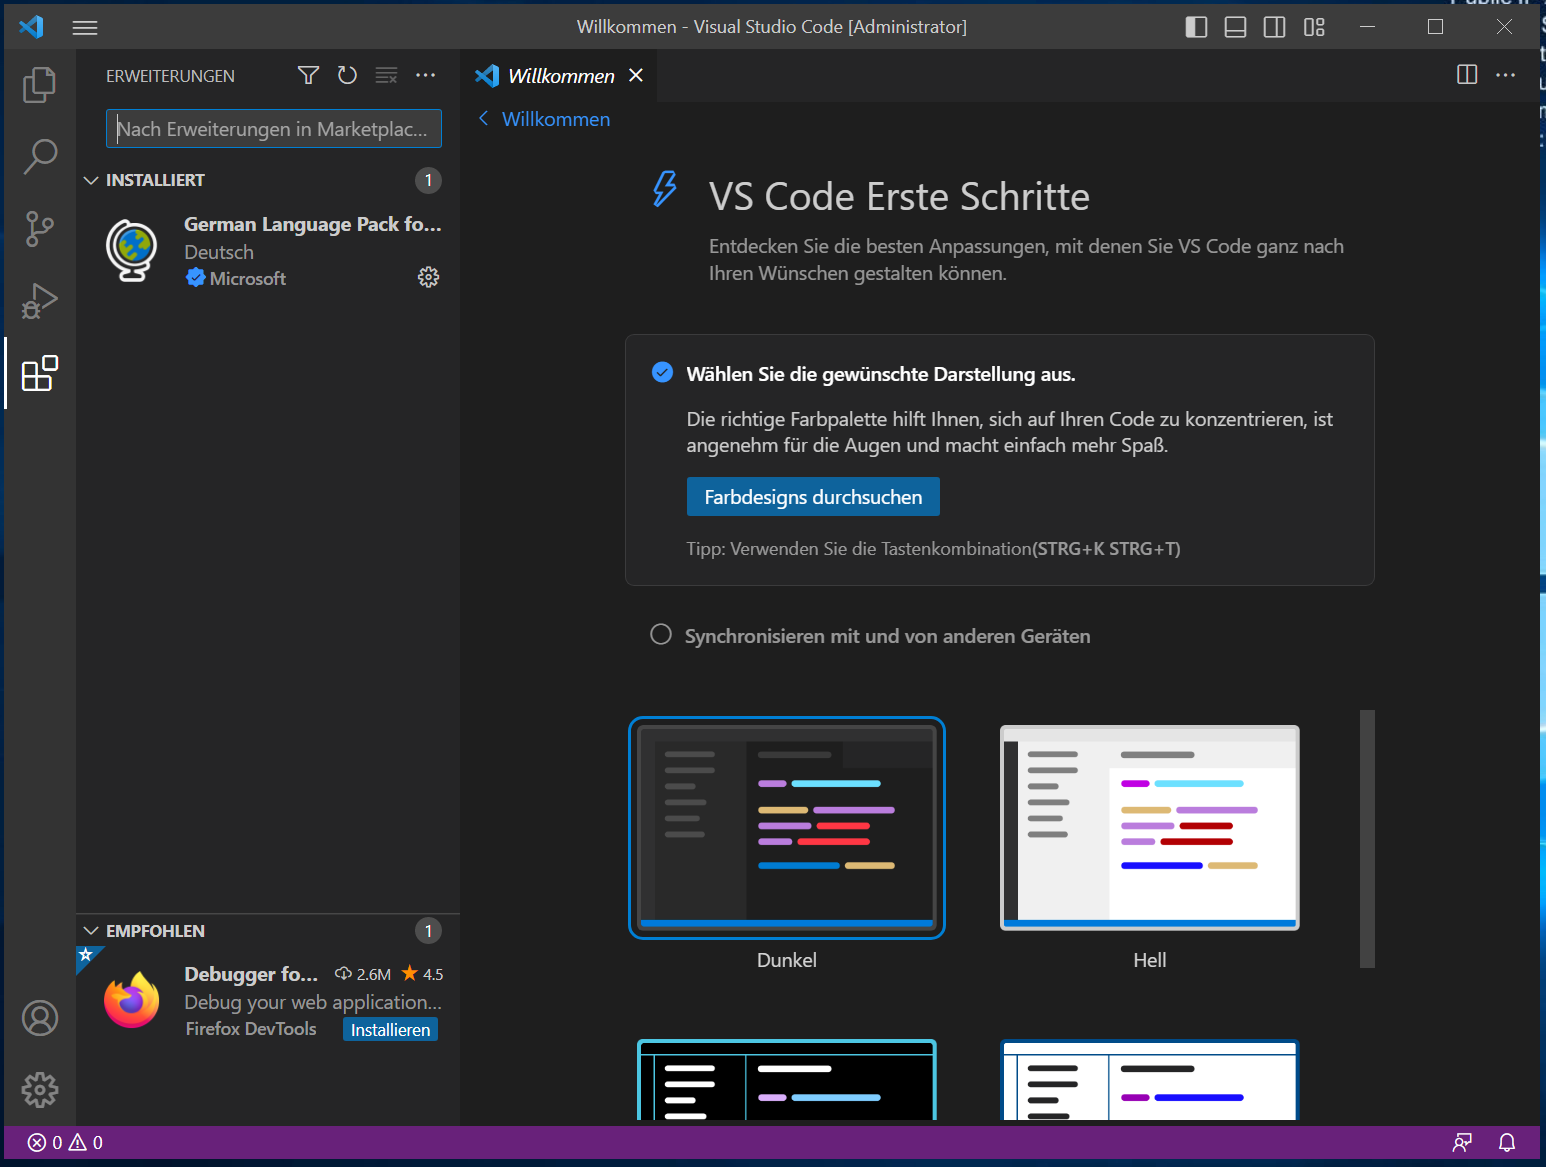 Willkommen - Visual Studio Code [Administrator]
ERWEITERUNGEN
Nach Erweiterungen in Marketplac...
INSTALLIERT 1
German Language Pack fo...
Deutsch
Microsoft
EMPFOHLEN 1
Debugger fo... 2.6M 4.5
Debug your web application...
Firefox DevTools Installieren
Willkommen
Willkommen
VS Code Erste Schritte
Entdecken Sie die besten Anpassungen, mit denen Sie VS Code ganz nach
Ihren Wünschen gestalten können.
Wählen Sie die gewünschte Darstellung aus.
Die richtige Farbpalette hilft Ihnen, sich auf Ihren Code zu konzentrieren, ist
angenehm für die Augen und macht einfach mehr Spaß.
Farbdesigns durchsuchen
Tipp: Verwenden Sie die Tastenkombination(STRG+K STRG+T)
Synchronisieren mit und von anderen Geräten
Dunkel Hell
0 0